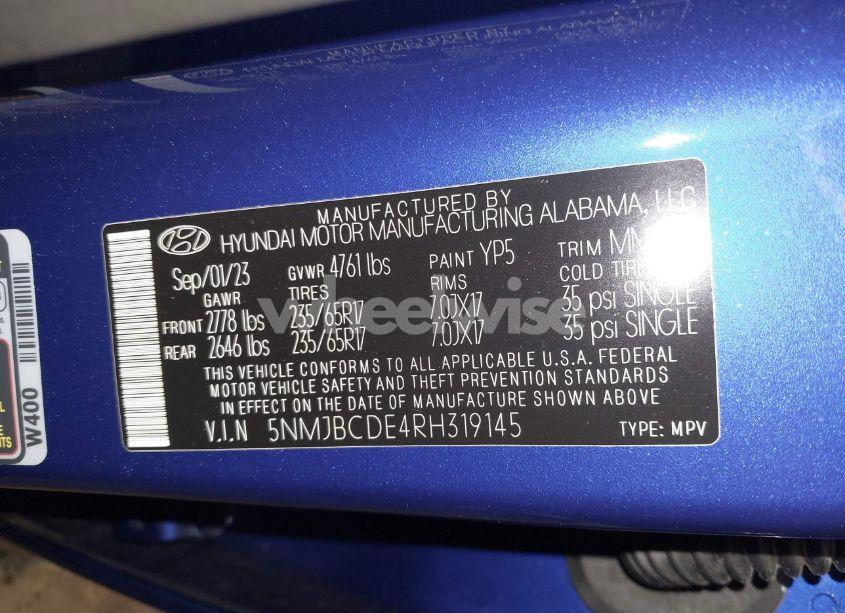 MANUFACTURED BY
HYUNDAI MOTOR MANUFACTURING ALABAMA, LLC
Sep/01/23 GVWR 4761 lbs PAINT YP5 TRIM MM
GAWR TIRES RIMS COLD TIRE
FRONT 2778 lbs 235/65R17 7.0JX17 35 psi SINGLE
REAR 2646 lbs 235/65R17 7.0JX17 35 psi SINGLE
THIS VEHICLE CONFORMS TO ALL APPLICABLE U.S.A. FEDERAL
MOTOR VEHICLE SAFETY AND THEFT PREVENTION STANDARDS
IN EFFECT ON THE DATE OF MANUFACTURE SHOWN ABOVE
V.I.N 5NMJBCDE4RH319145 TYPE: MPV
W400
wheelwise